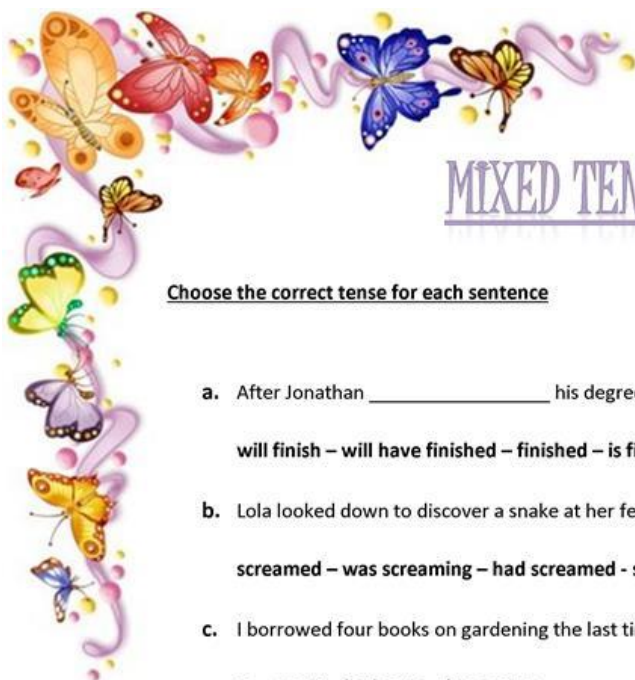 MIXED TEN
Choose the correct tense for each sentence
a. After Jonathan _________________ his degre
will finish – will have finished – finished – is fi
b. Lola looked down to discover a snake at her fe
screamed – was screaming – had screamed - s
c. I borrowed four books on gardening the last ti